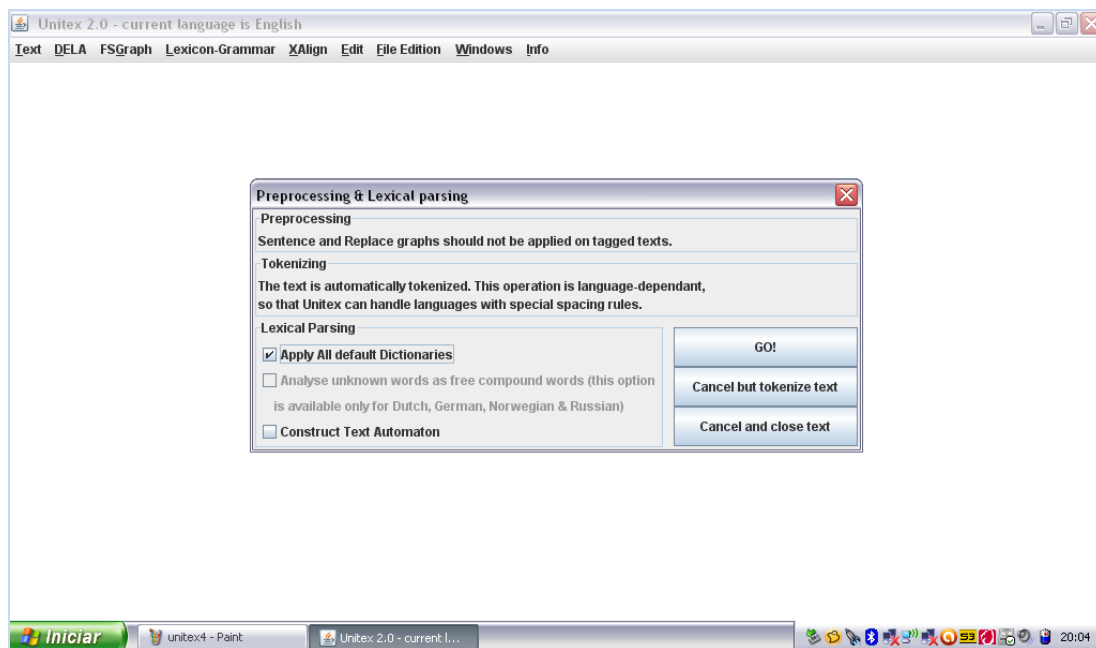 Unitex 2.0 - current language is English
Text DELA FSGraph Lexicon-Grammar XAlign Edit File Edition Windows Info
Preprocessing & Lexical parsing
Preprocessing
Sentence and Replace graphs should not be applied on tagged texts.
Tokenizing
The text is automatically tokenized. This operation is language-dependant,
so that Unitex can handle languages with special spacing rules.
Lexical Parsing
Apply All default Dictionaries
Analyse unknown words as free compound words (this option
is available only for Dutch, German, Norwegian & Russian)
Construct Text Automaton
GO!
Cancel but tokenize text
Cancel and close text
Iniciar unitex4 - Paint Unitex 2.0 - current l... 20:04